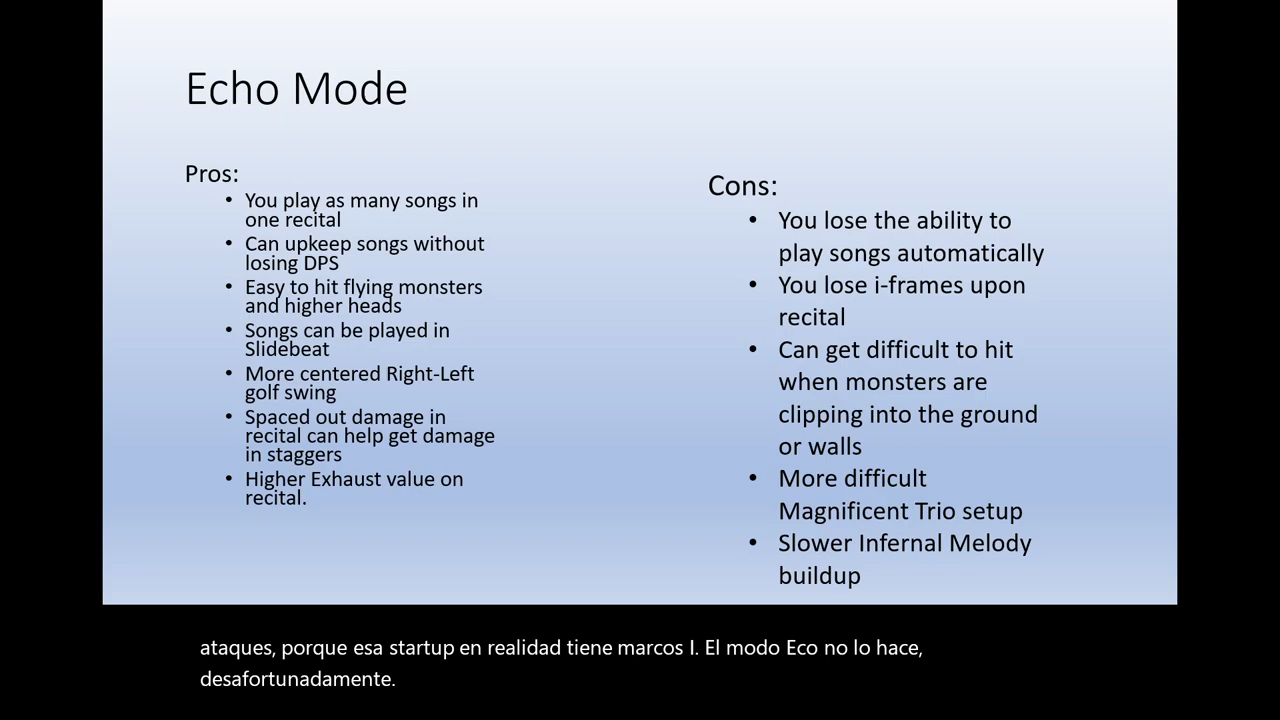 Echo Mode
Pros:
• You play as many songs in
one recital
• Can upkeep songs without
losing DPS
• Easy to hit flying monsters
and higher heads
• Songs can be played in
Slidebeat
• More centered Right-Left
golf swing
• Spaced out damage in
recital can help get damage
in staggers
• Higher Exhaust value on
recital.
Cons:
• You lose the ability to
play songs automatically
• You lose i-frames upon
recital
• Can get difficult to hit
when monsters are
clipping into the ground
or walls
• More difficult
Magnificent Trio setup
• Slower Infernal Melody
buildup
ataques, porque esa startup en realidad tiene marcos I. El modo Eco no lo hace,
desafortunadamente.